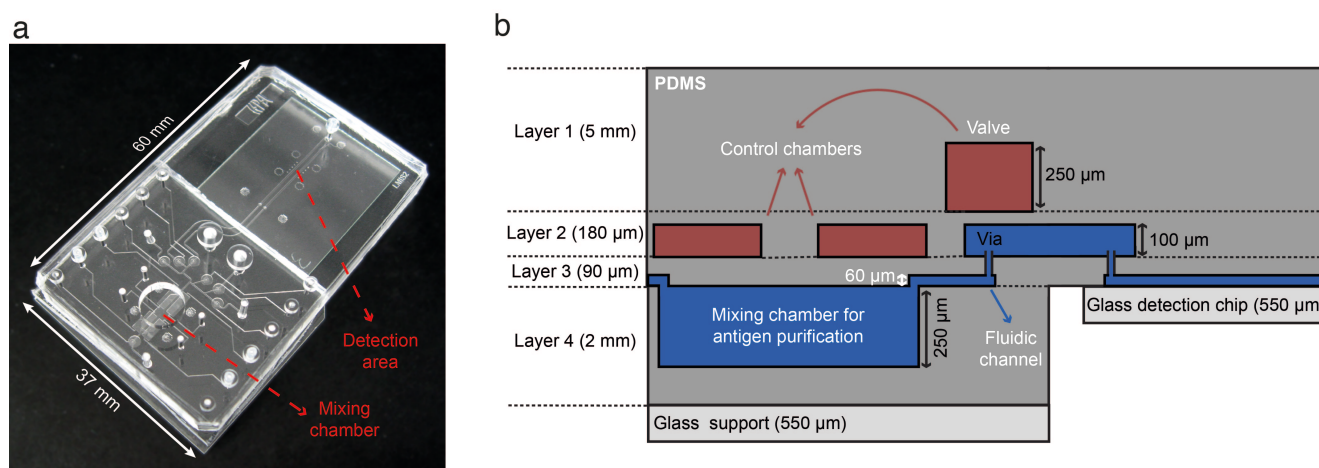 a
60 mm
37 mm
Detection
area
Mixing
chamber
LMIS2
b
PDMS
Layer 1 (5 mm)
Valve
Control chambers
250 µm
Layer 2 (180 µm)
Via
100 µm
Layer 3 (90 µm)
60 µm
Glass detection chip (550 µm)
Mixing chamber for
antigen purification
250 µm
Layer 4 (2 mm)
Fluidic
channel
Glass support (550 µm)